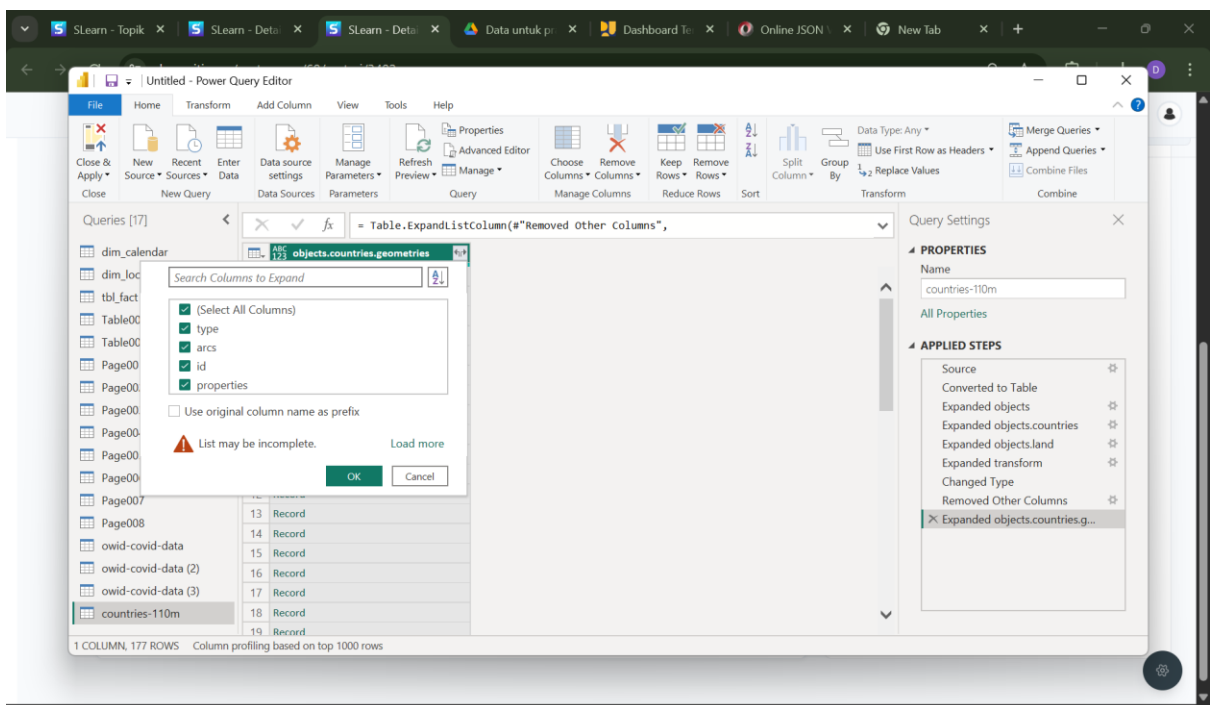 SLearn - Topik
SLearn - Detai
SLearn - Detai
Data untuk pr
Dashboard Te
Online JSON \
New Tab
D
Untitled - Power Query Editor
File Home Transform Add Column View Tools Help
Close & Apply
New Source
Recent Sources
Enter Data
Data source settings
Manage Parameters
Refresh Preview
Properties
Advanced Editor
Manage
Choose Columns
Remove Columns
Keep Rows
Remove Rows
Split Column
Group By
Data Type: Any
Use First Row as Headers
Replace Values
Merge Queries
Append Queries
Combine Files
Close New Query Data Sources Parameters Query Manage Columns Reduce Rows Sort Transform Combine
Queries [17]
dim_calendar
dim_loc
tbl_fact
Table00
Table00
Page00
Page00
Page00
Page00
Page00
Page00
Page007
Page008
owid-covid-data
owid-covid-data (2)
owid-covid-data (3)
countries-110m
fx = Table.ExpandListColumn(#"Removed Other Columns",
ABC 123 objects.countries.geometries
Search Columns to Expand
(Select All Columns)
type
arcs
id
properties
Use original column name as prefix
List may be incomplete. Load more
OK Cancel
13 Record
14 Record
15 Record
16 Record
17 Record
18 Record
19 Record
Query Settings
PROPERTIES
Name
countries-110m
All Properties
APPLIED STEPS
Source
Converted to Table
Expanded objects
Expanded objects.countries
Expanded objects.land
Expanded transform
Changed Type
Removed Other Columns
Expanded objects.countries.g...
1 COLUMN, 177 ROWS Column profiling based on top 1000 rows